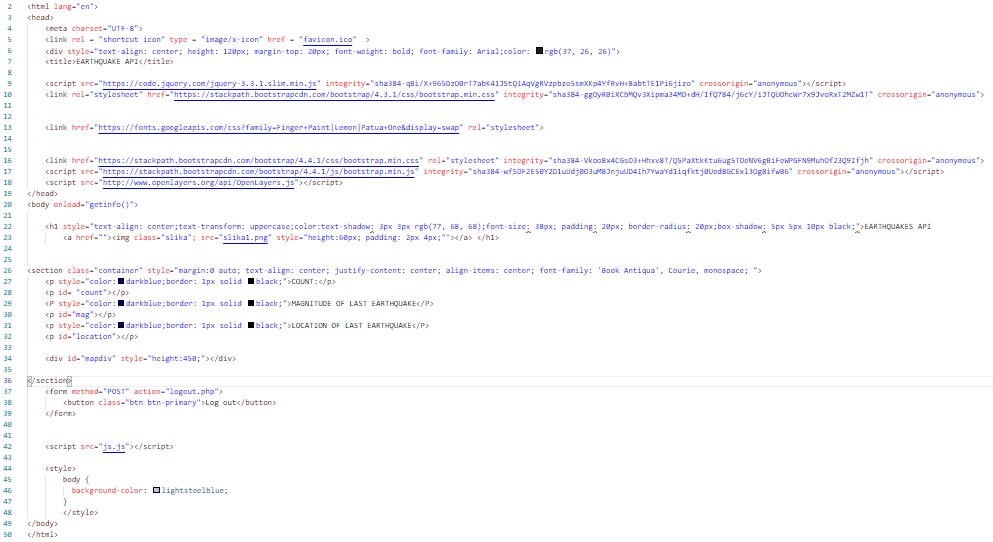 2 <html lang="en">
3 <head>
4 <meta charset="UTF-8">
5 <link rel = "shortcut icon" type = "image/x-icon" href = "favicon.ico" >
6 <div style="text-align: center; height: 120px; margin-top: 20px; font-weight: bold; font-family: Arial;color: rgb(37, 26, 26)">
7 <title>EARTHQUAKE API</title>
8
9 <script src="https://code.jquery.com/jquery-3.3.1.slim.min.js" integrity="sha384-q8i/X+965DzO0rT7abK41JStQIAqVgRVzpbzo5smXKp4YfRvH+8abtTE1Pi6jizo" crossorigin="anonymous"></script>
10 <link rel="stylesheet" href="https://stackpath.bootstrapcdn.com/bootstrap/4.3.1/css/bootstrap.min.css" integrity="sha384-ggOyR0iXCbMQv3Xipma34MD+dH/1fQ784/j6cY/iJTQUOhcWr7x9JvoRxT2MZw1T" crossorigin="anonymous">
11
12
13 <link href="https://fonts.googleapis.com/css?family=Finger+Paint|Lemon|Patua+One&display=swap" rel="stylesheet">
14
15
16 <link href="https://stackpath.bootstrapcdn.com/bootstrap/4.4.1/css/bootstrap.min.css" rel="stylesheet" integrity="sha384-Vkoo8x4CGsO3+Hhxv8T/Q5PaXtkKtu6ug5TOeNV6gBiFeWPGFN9MuhOf23Q9Ifjh" crossorigin="anonymous">
17 <script src="https://stackpath.bootstrapcdn.com/bootstrap/4.4.1/js/bootstrap.min.js" integrity="sha384-wfSDF2E50Y2D1uUdj0O3uMBJnjuUD4Ih7YwaYd1iqfktj0Uod8GCExl3Og8ifwB6" crossorigin="anonymous"></script>
18 <script src="http://www.openlayers.org/api/OpenLayers.js"></script>
19 </head>
20 <body onload="getinfo()">
21
22 <h1 style="text-align: center;text-transform: uppercase;color:text-shadow: 3px 3px rgb(77, 68, 68);font-size: 38px; padding: 20px; border-radius: 20px;box-shadow: 5px 5px 10px black;">EARTHQUAKES API
23 <a href=""><img class="slika"; src="slika1.png" style="height:60px; padding: 2px 4px;""></a> </h1>
24
25
26 <section class="container" style="margin:0 auto; text-align: center; justify-content: center; align-items: center; font-family: 'Book Antiqua', Courie, monospace; ">
27 <p style="color:darkblue;border: 1px solid black;">COUNT:</p>
28 <p id= "count"></p>
29 <P style="color:darkblue;border: 1px solid black;">MAGNITUDE OF LAST EARTHQUAKE</P>
30 <p id="mag"></p>
31 <p style="color:darkblue;border: 1px solid black;">LOCATION OF LAST EARTHQUAKE</P>
32 <p id="location"></p>
33
34 <div id="mapdiv" style="height:450;"></div>
35
36 </section>
37 <form method="POST" action="logout.php">
38 <button class="btn btn-primary">Log out</button>
39 </form>
40
41
42 <script src="js.js"></script>
43
44 <style>
45 body {
46 background-color: lightsteelblue;
47 }
48 </style>
49 </body>
50 </html>